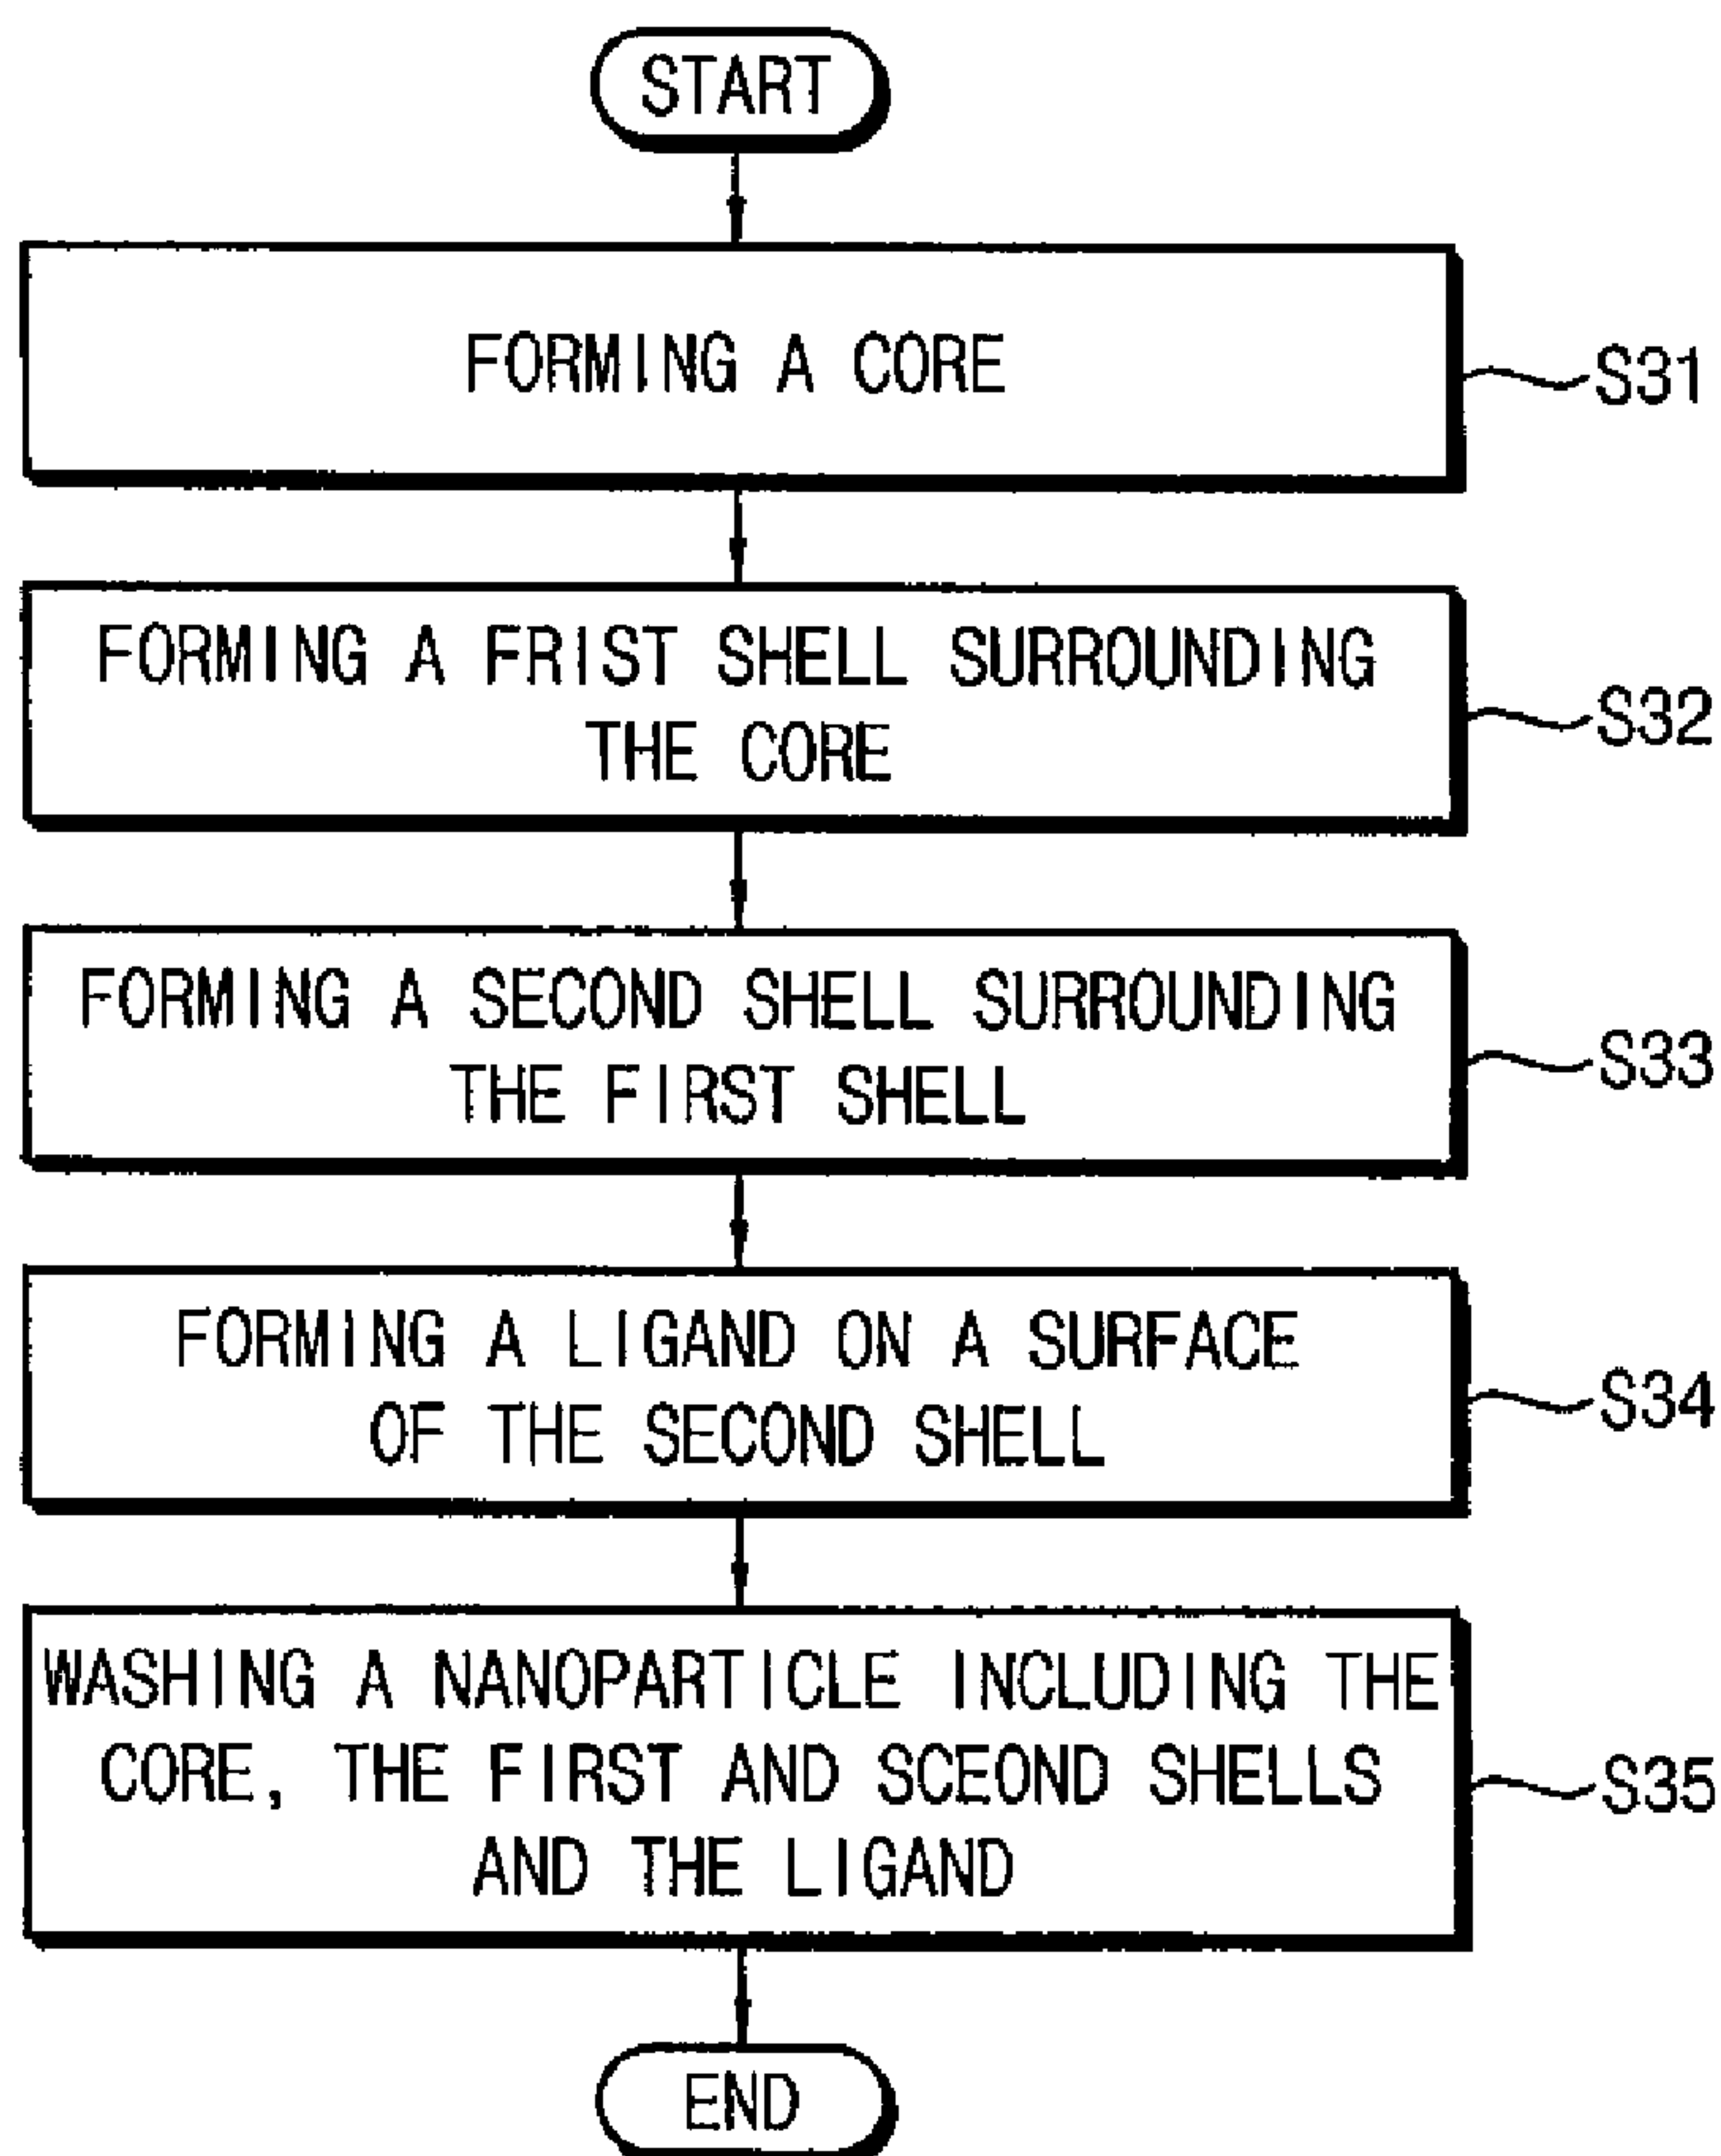 START
FORMING A CORE
S31
FORMING A FRIST SHELL SURROUNDING
THE CORE
S32
FORMING A SECOND SHELL SURROUNDING
THE FIRST SHELL
S33
FORMING A LIGAND ON A SURFACE
OF THE SECOND SHELL
S34
WASHING A NANOPARTICLE INCLUDING THE
CORE, THE FIRST AND SCEOND SHELLS
AND THE LIGAND
S35
END